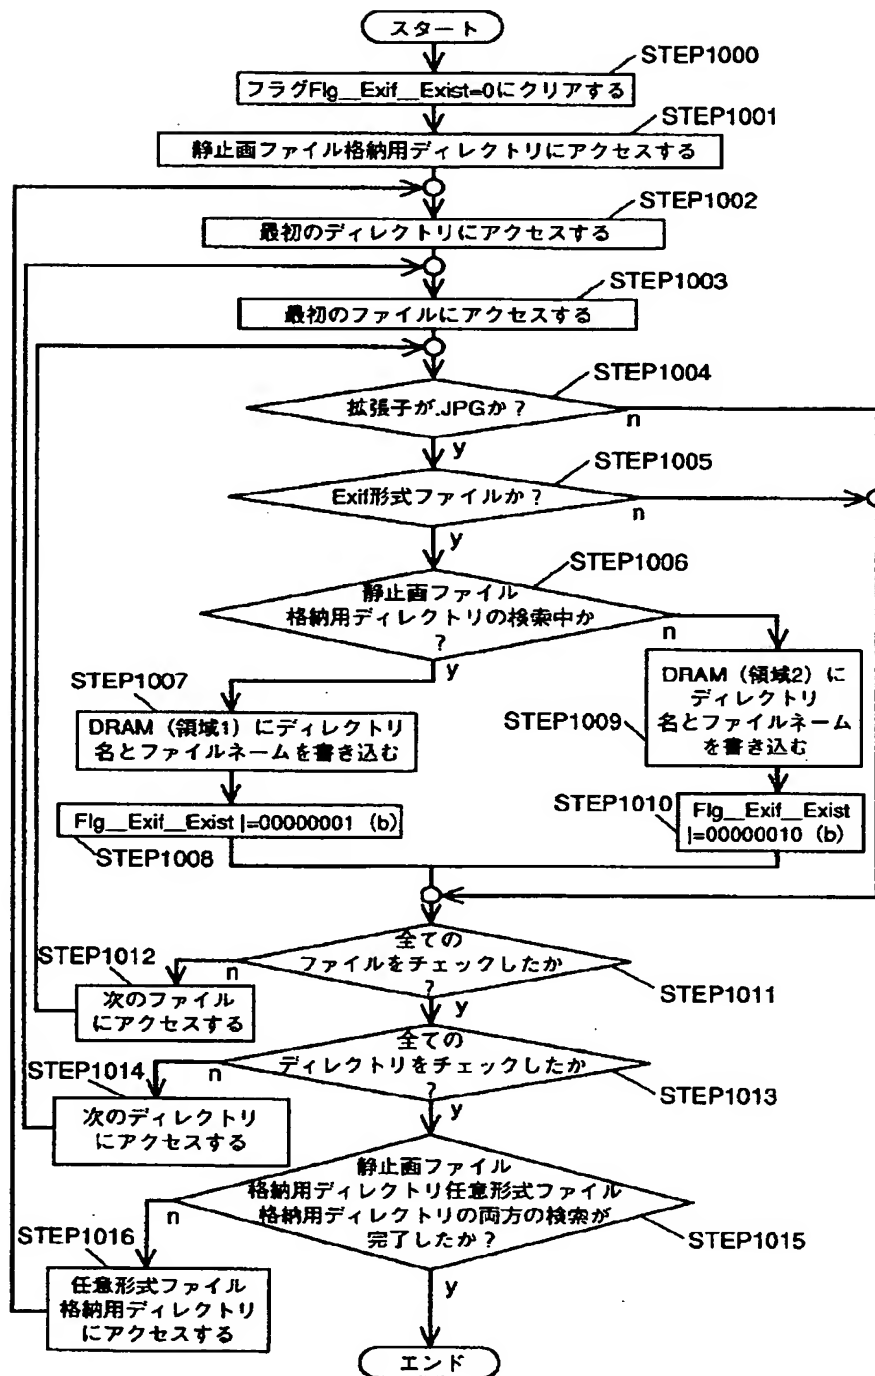 スタート
STEP1000
フラグFlg__Exif__Exist=0にクリアする
STEP1001
静止画ファイル格納用ディレクトリにアクセスする
STEP1002
最初のディレクトリにアクセスする
STEP1003
最初のファイルにアクセスする
STEP1004
拡張子が.JPGか?
n
y
STEP1005
Exif形式ファイルか?
n
y
STEP1006
静止画ファイル
格納用ディレクトリの検索中か
?
n
y
STEP1007
DRAM(領域1)にディレクトリ
名とファイルネームを書き込む
DRAM(領域2)に
ディレクトリ
名とファイルネーム
を書き込む
STEP1009
Flg__Exif__Exist |=00000001 (b)
STEP1008
STEP1010
Flg__Exif__Exist
|=00000010 (b)
全ての
ファイルをチェックしたか
?
STEP1011
n
y
STEP1012
次のファイル
にアクセスする
全ての
ディレクトリをチェックしたか
?
STEP1013
n
y
STEP1014
次のディレクトリ
にアクセスする
静止画ファイル
格納用ディレクトリ任意形式ファイル
格納用ディレクトリの両方の検索が
完了したか?
STEP1015
n
y
STEP1016
任意形式ファイル
格納用ディレクトリ
にアクセスする
エンド